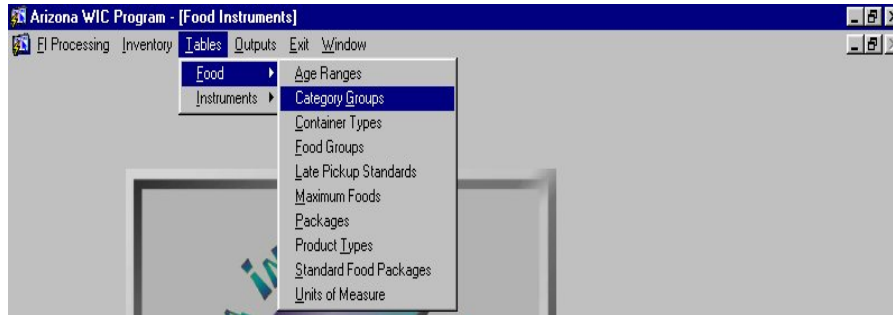 Arizona WIC Program - [Food Instruments]
FI Processing Inventory Tables Outputs Exit Window
Food
Instruments
Age Ranges
Category Groups
Container Types
Food Groups
Late Pickup Standards
Maximum Foods
Packages
Product Types
Standard Food Packages
Units of Measure